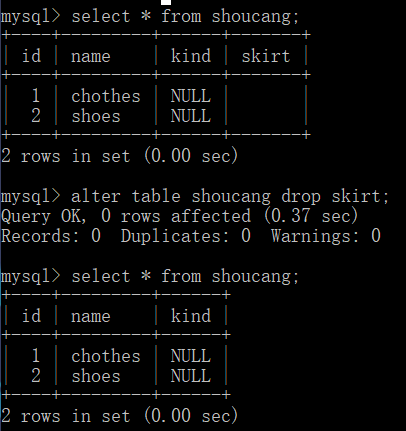 mysql> select * from shoucang;
+----+---------+------+-------+
| id | name    | kind | skirt |
+----+---------+------+-------+
|  1 | chothes | NULL |       |
|  2 | shoes   | NULL |       |
+----+---------+------+-------+
2 rows in set (0.00 sec)

mysql> alter table shoucang drop skirt;
Query OK, 0 rows affected (0.37 sec)
Records: 0  Duplicates: 0  Warnings: 0

mysql> select * from shoucang;
+----+---------+------+
| id | name    | kind |
+----+---------+------+
|  1 | chothes | NULL |
|  2 | shoes   | NULL |
+----+---------+------+
2 rows in set (0.00 sec)